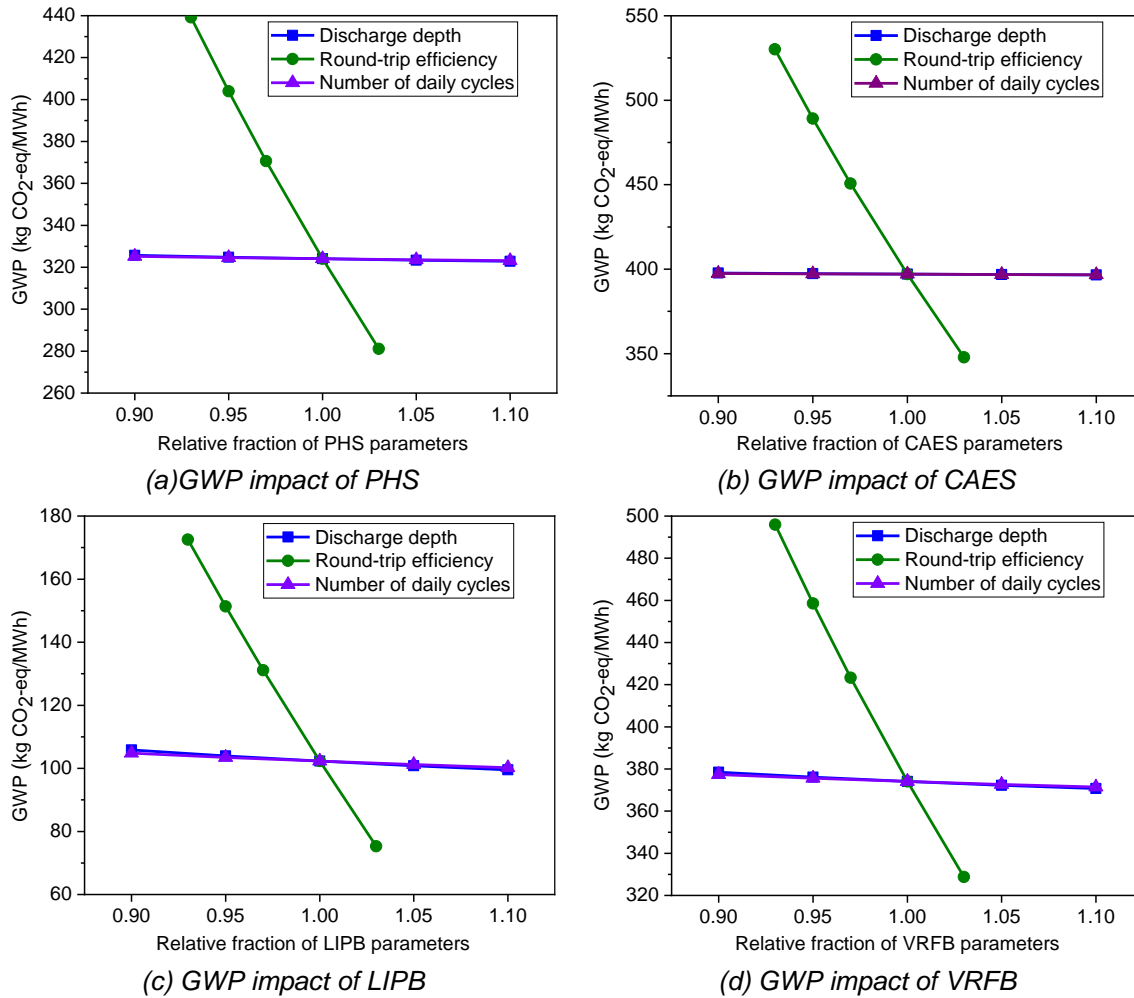 440
420
400
380
360
340
320
300
280
260
GWP (kg CO2-eq/MWh)
Discharge depth
Round-trip efficiency
Number of daily cycles
0.90 0.95 1.00 1.05 1.10
Relative fraction of PHS parameters
(a)GWP impact of PHS
550
500
450
400
350
GWP (kg CO2-eq/MWh)
Discharge depth
Round-trip efficiency
Number of daily cycles
0.90 0.95 1.00 1.05 1.10
Relative fraction of CAES parameters
(b) GWP impact of CAES
180
160
140
120
100
80
60
GWP (kg CO2-eq/MWh)
Discharge depth
Round-trip efficiency
Number of daily cycles
0.90 0.95 1.00 1.05 1.10
Relative fraction of LIPB parameters
(c) GWP impact of LIPB
500
480
460
440
420
400
380
360
340
320
GWP (kg CO2-eq/MWh)
Discharge depth
Round-trip efficiency
Number of daily cycles
0.90 0.95 1.00 1.05 1.10
Relative fraction of VRFB parameters
(d) GWP impact of VRFB